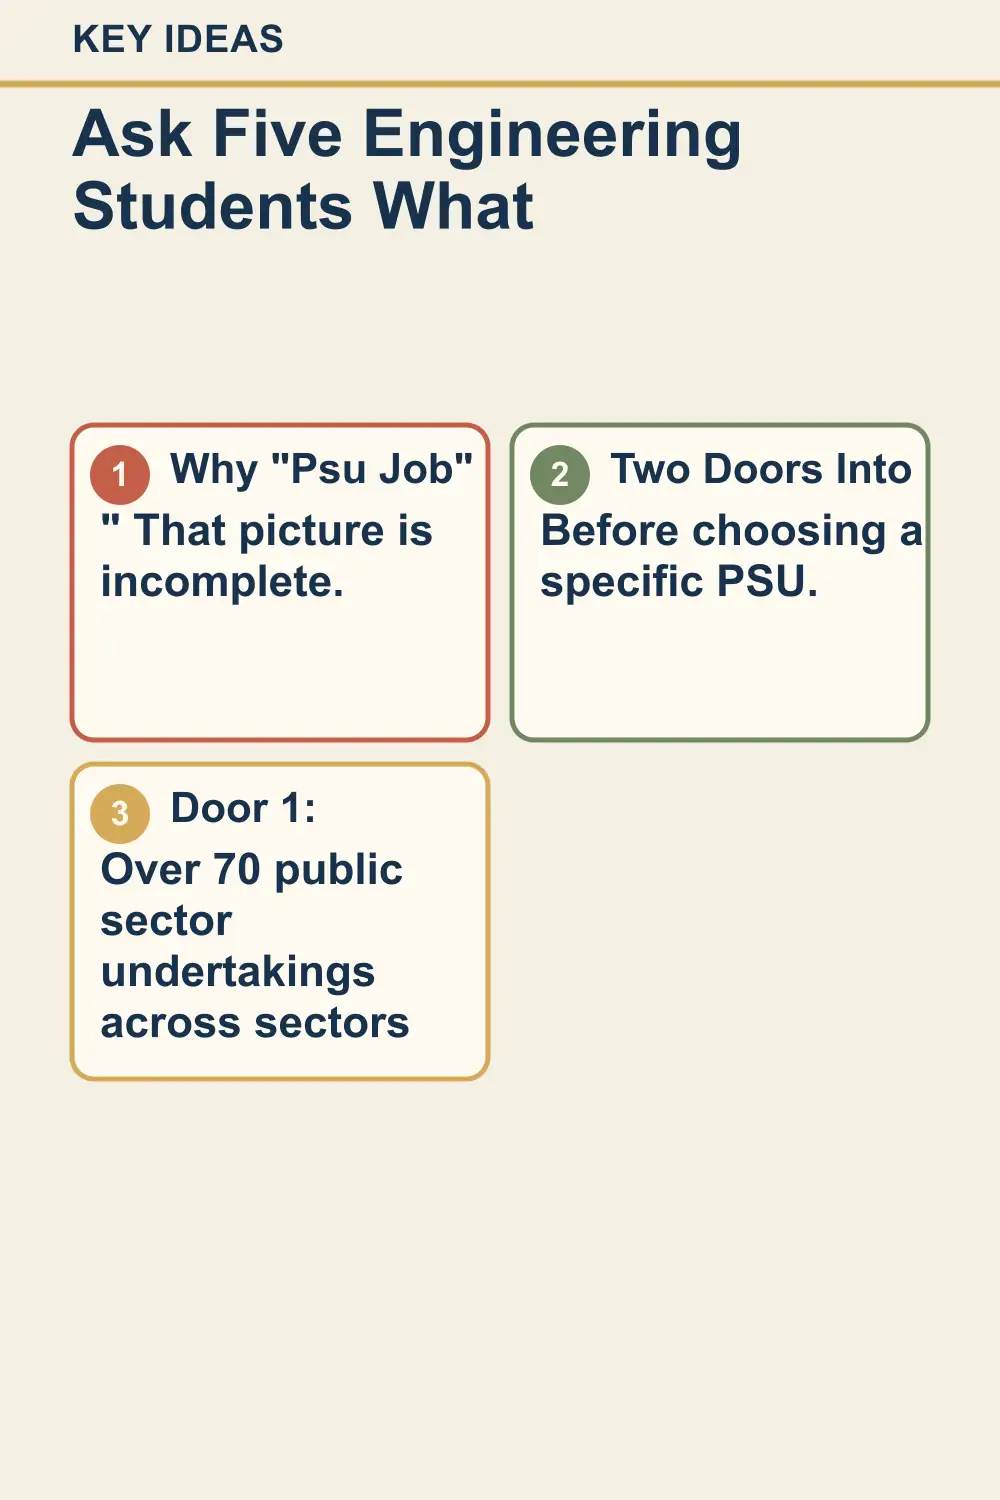 KEY IDEAS
Ask Five Engineering
Students What
1 Why "Psu Job"
" That picture is
incomplete.
2 Two Doors Into
Before choosing a
specific PSU.
3 Door 1:
Over 70 public
sector
undertakings
across sectors